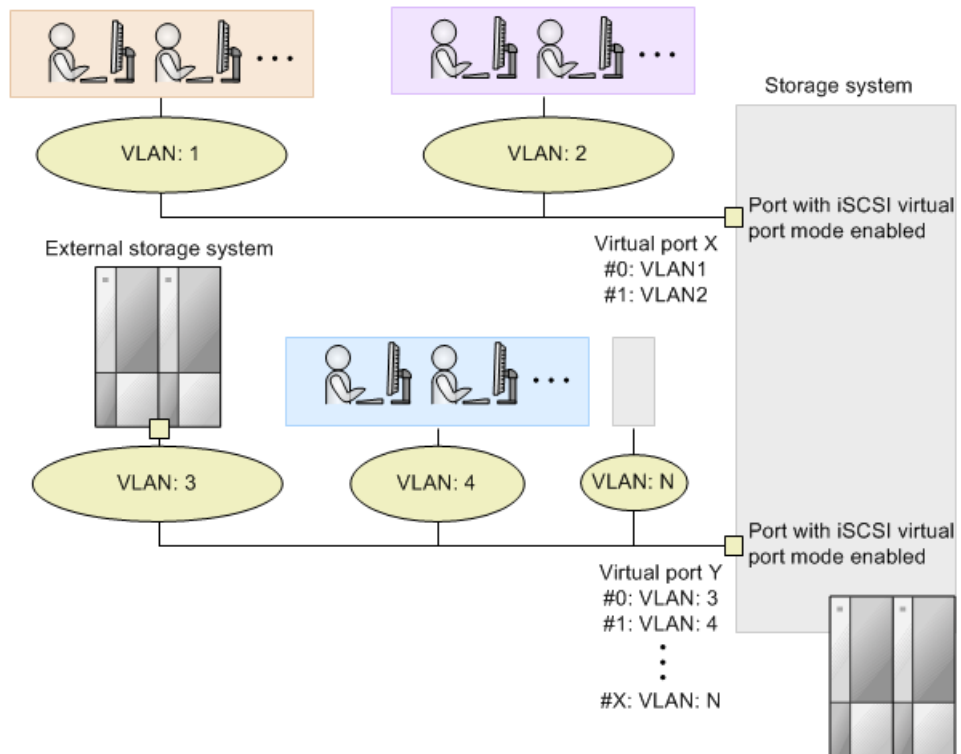 VLAN: 1
VLAN: 2
Storage system
Port with iSCSI virtual
port mode enabled
Virtual port X
#0: VLAN1
#1: VLAN2
External storage system
VLAN: 3
VLAN: 4
VLAN: N
Port with iSCSI virtual
port mode enabled
Virtual port Y
#0: VLAN: 3
#1: VLAN: 4
#X: VLAN: N